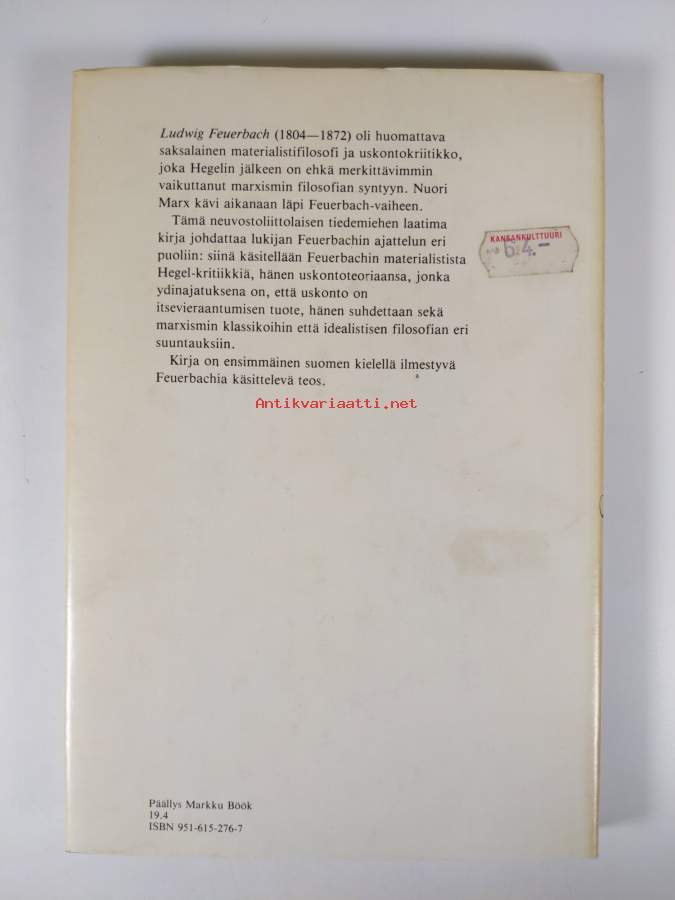 Ludwig Feuerbach (1804—1872) oli huomattava
saksalainen materialistifilosofi ja uskontokriitikko,
joka Hegelin jälkeen on ehkä merkittävimmin
vaikuttanut marxismin filosofian syntyyn. Nuori
Marx kävi aikanaan läpi Feuerbach-vaiheen.
Tämä neuvostoliittolaisen tiedemiehen laatima
kirja johdattaa lukijan Feuerbachin ajattelun eri
puoliin: siinä käsitellään Feuerbachin materialistista
Hegel-kritiikkiä, hänen uskontoteoriaansa, jonka
ydinajatuksena on, että uskonto on
itsevieraantumisen tuote, hänen suhdettaan sekä
marxismin klassikoihin että idealistisen filosofian eri
suuntauksiin.
Kirja on ensimmäinen suomen kielellä ilmestyvä
Feuerbachia käsittelevä teos.
KANSANKULTTUURI
64.—
Antikvariaatti.net
Päällys Markku Böök
19.4
ISBN 951-615-276-7